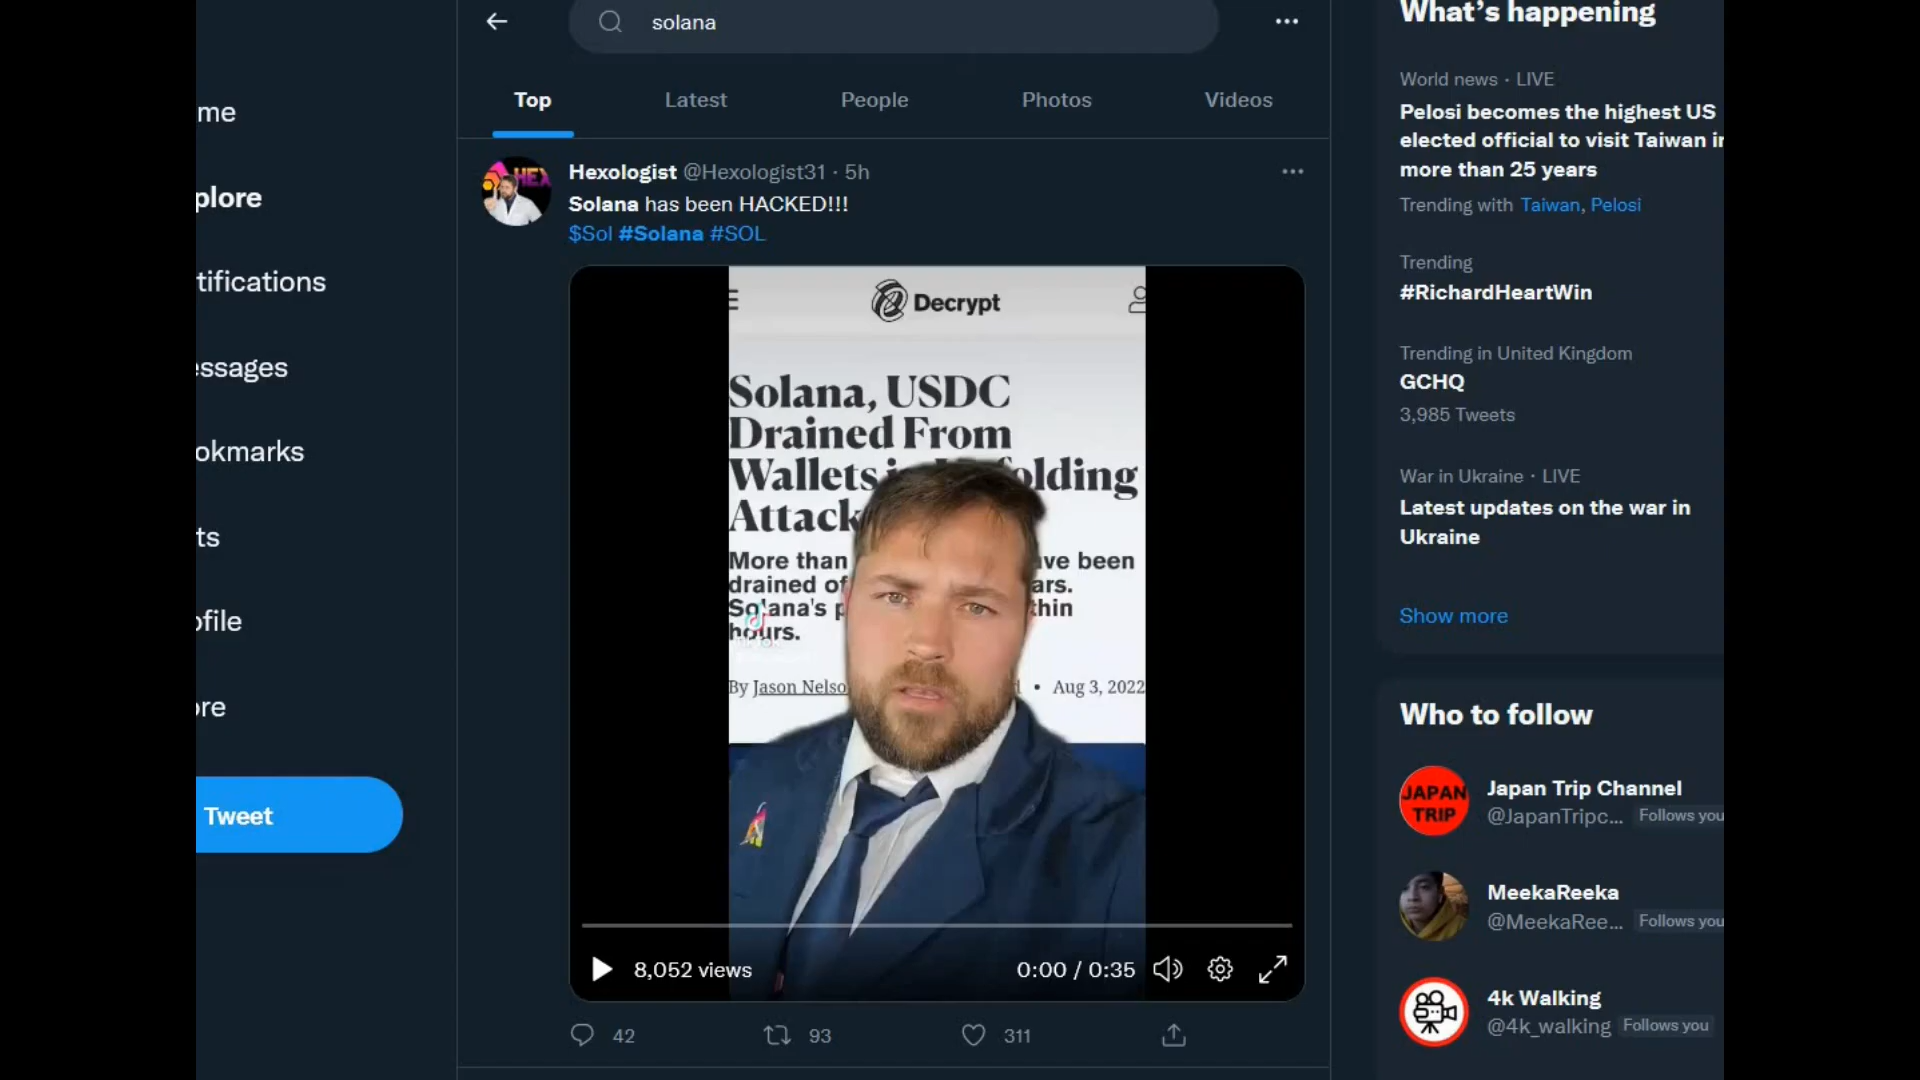 solana
Top
Latest
People
Photos
Videos
me
plore
tifications
essages
okmarks
ts
ofile
ore
Tweet
Hexologist @Hexologist31 · 5h
Solana has been HACKED!!!
$Sol #Solana #SOL
HEX
Decrypt
Solana, USDC
Drained From
Wallets olding
Attack
More than ve been
drained of ars.
Solana's p thin
hours.
By Jason Nelso • Aug 3, 2022
8,052 views
0:00 / 0:35
42
93
311
What's happening
World news · LIVE
Pelosi becomes the highest US
elected official to visit Taiwan in
more than 25 years
Trending with Taiwan, Pelosi
Trending
#RichardHeartWin
Trending in United Kingdom
GCHQ
3,985 Tweets
War in Ukraine · LIVE
Latest updates on the war in
Ukraine
Show more
Who to follow
JAPAN
TRIP
Japan Trip Channel
@JapanTripc... Follows you
MeekaReeka
@MeekaRee... Follows you
4k Walking
@4k_walking Follows you